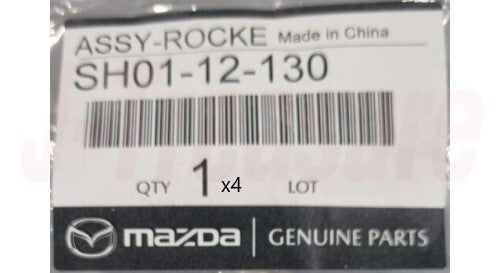 ASSY-ROCKE Made in China
SH01-12-130
QTY 1 x4 LOT
mazda GENUINE PARTS